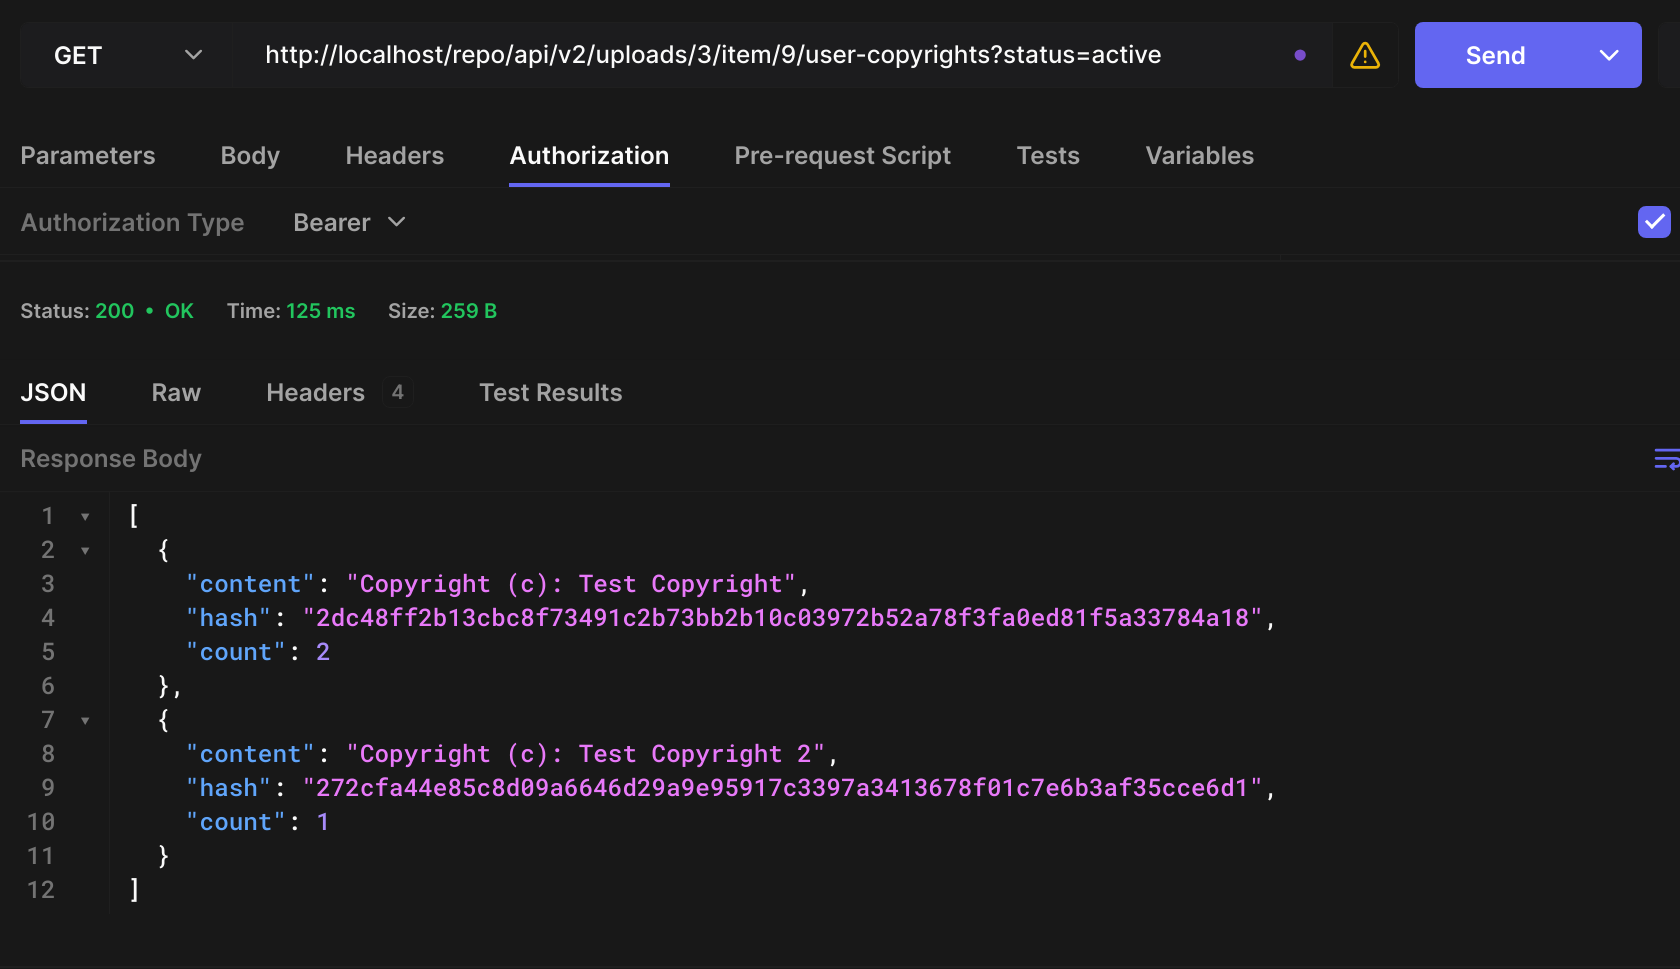 GET http://localhost/repo/api/v2/uploads/3/item/9/user-copyrights?status=active Send
Parameters Body Headers Authorization Pre-request Script Tests Variables
Authorization Type Bearer
Status: 200 • OK Time: 125 ms Size: 259 B
JSON Raw Headers 4 Test Results
Response Body
1 [
2 {
3 "content": "Copyright (c): Test Copyright",
4 "hash": "2dc48ff2b13cbc8f73491c2b73bb2b10c03972b52a78f3fa0ed81f5a33784a18",
5 "count": 2
6 },
7 {
8 "content": "Copyright (c): Test Copyright 2",
9 "hash": "272cfa44e85c8d09a6646d29a9e95917c3397a3413678f01c7e6b3af35cce6d1",
10 "count": 1
11 }
12 ]